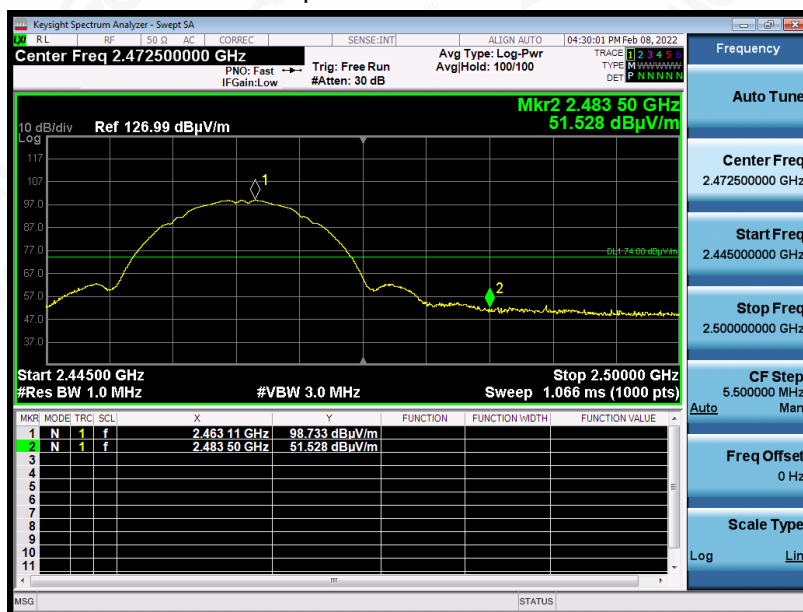 Keysight Spectrum Analyzer - Swept SA
LXI RL RF 50 Ω AC CORREC SENSE:INT ALIGN AUTO 04:30:01 PM Feb 08, 2022
Center Freq 2.472500000 GHz
PNO: Fast
IFGain:Low
Trig: Free Run
#Atten: 30 dB
Avg Type: Log-Pwr
Avg|Hold: 100/100
TRACE 1 2 3 4 5 6
TYPE M WWWWW
DET P N N N N N
Mkr2 2.483 50 GHz
51.528 dBµV/m
10 dB/div Ref 126.99 dBµV/m
Log
117
107
97.0
87.0
77.0
67.0
57.0
47.0
37.0
1
DL1 74.00 dBµV/m
2
Start 2.44500 GHz Stop 2.50000 GHz
#Res BW 1.0 MHz #VBW 3.0 MHz Sweep 1.066 ms (1000 pts)
MKR MODE TRC SCL X Y FUNCTION FUNCTION WIDTH FUNCTION VALUE
1 N 1 f 2.463 11 GHz 98.733 dBµV/m
2 N 1 f 2.483 50 GHz 51.528 dBµV/m
3
4
5
6
7
8
9
10
11
MSG STATUS
Frequency
Auto Tune
Center Freq
2.472500000 GHz
Start Freq
2.445000000 GHz
Stop Freq
2.500000000 GHz
CF Step
5.500000 MHz
Auto Man
Freq Offset
0 Hz
Scale Type
Log Lin